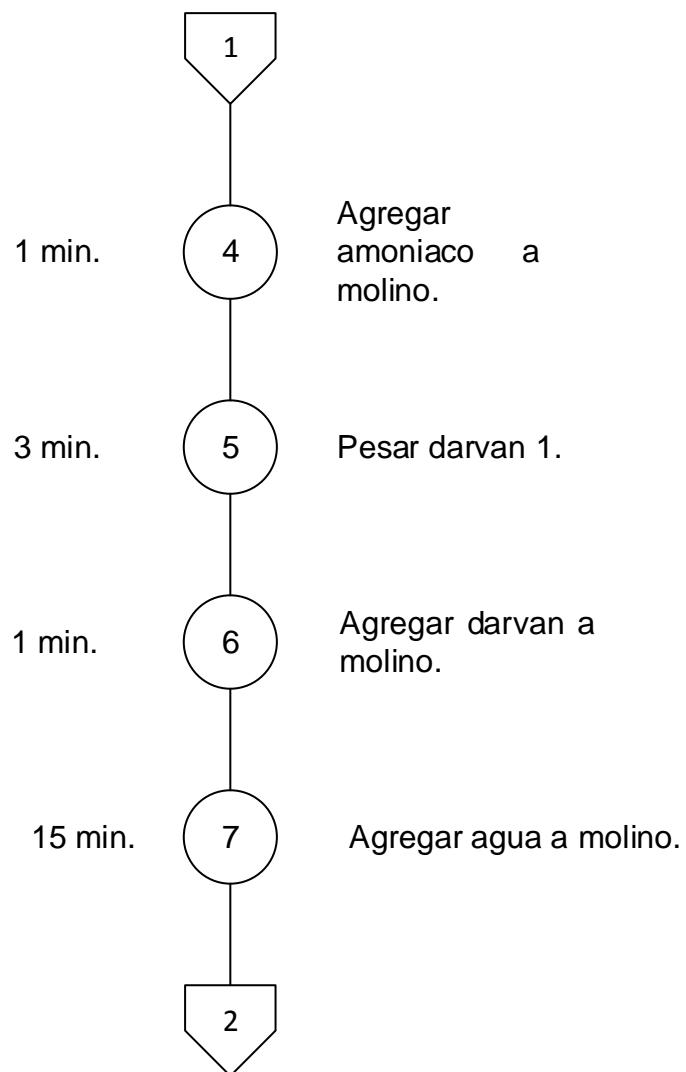 1
1 min.
4
Agregar
amoniaco a
molino.
3 min.
5
Pesar darvan 1.
1 min.
6
Agregar darvan a
molino.
15 min.
7
Agregar agua a molino.
2